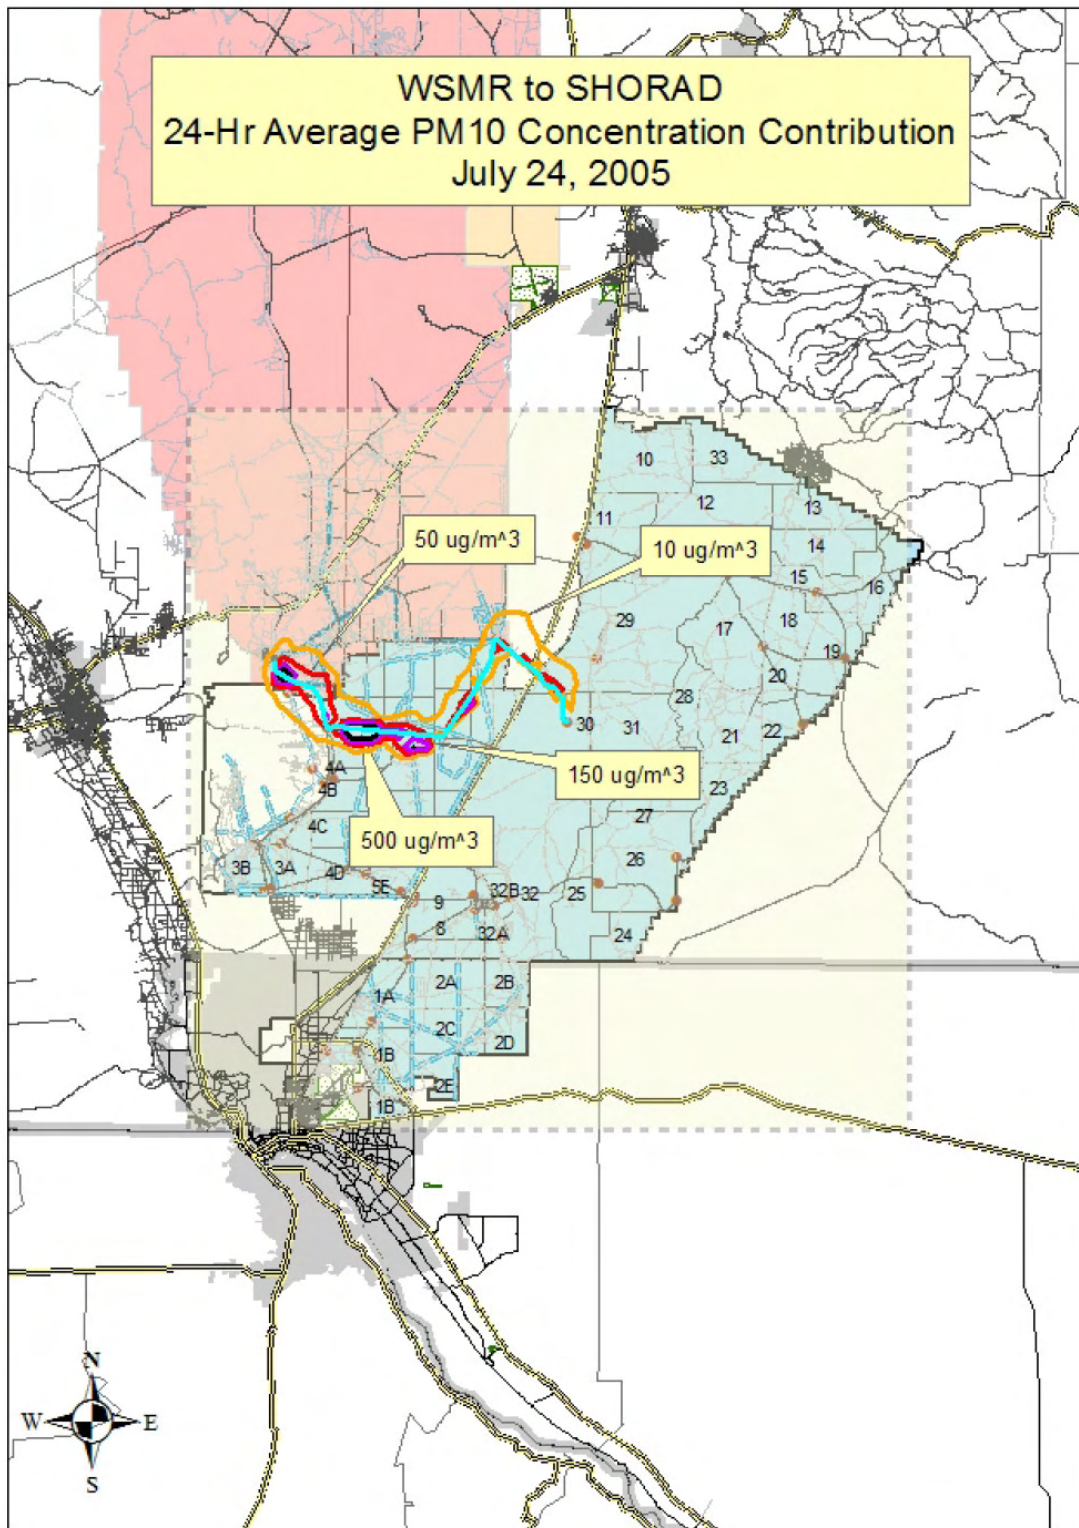 WSMR to SHORAD
24-Hr Average PM10 Concentration Contribution
July 24, 2005
10
33
12
13
11
50 ug/m^3
10 ug/m^3
14
15
16
29
17
18
19
20
28
30
31
21
22
150 ug/m^3
4A
4B
23
27
4C
500 ug/m^3
26
3B
3A
4D
5E
32B
32
25
9
8
32A
24
2A
2B
1A
2C
2D
1B
2E
1B
N
W
E
S